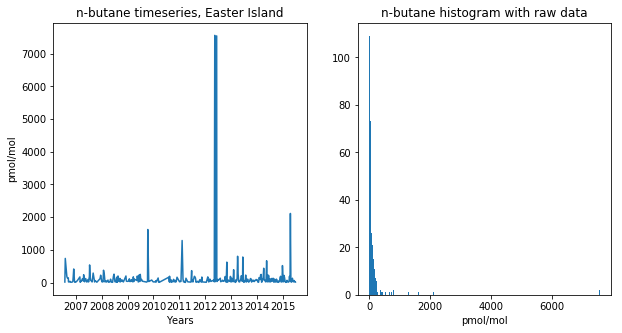 n-butane timeseries, Easter Island
pmol/mol
7000
6000
5000
4000
3000
2000
1000
0
2007 2008 2009 2010 2011 2012 2013 2014 2015
Years
n-butane histogram with raw data
100
80
60
40
20
0
0 2000 4000 6000
pmol/mol